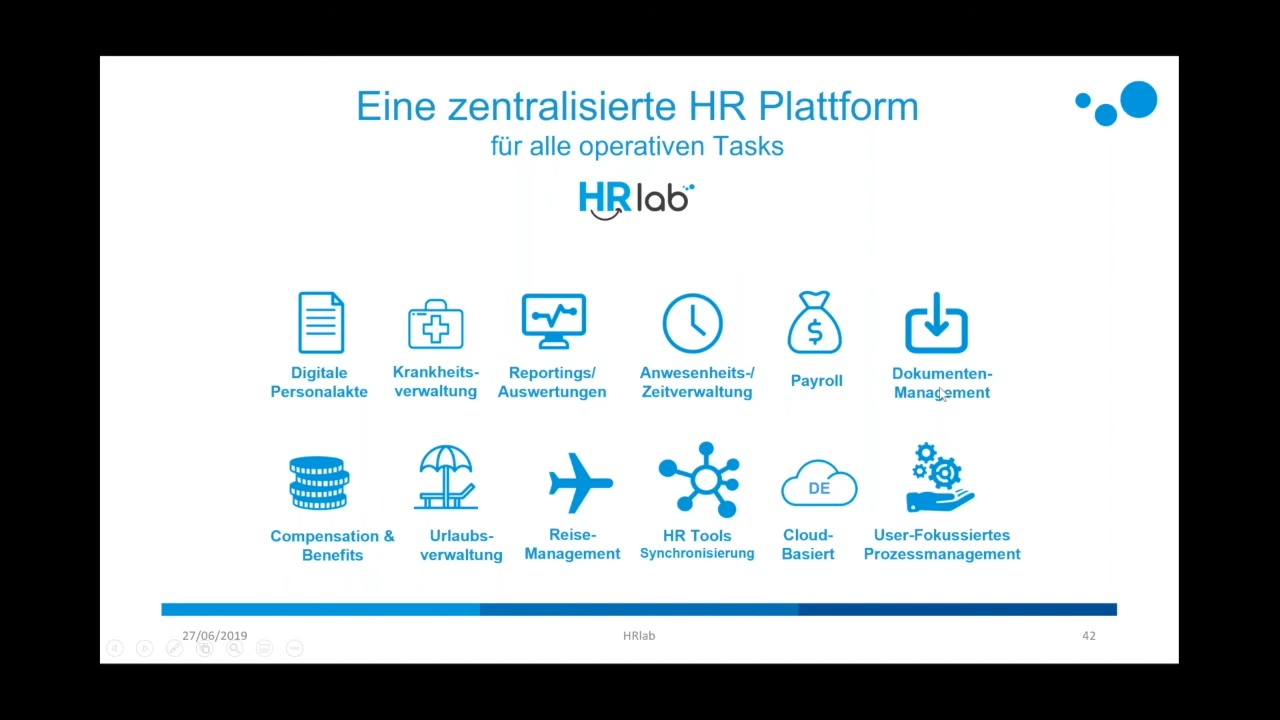 Eine zentralisierte HR Plattform
für alle operativen Tasks
HRlab
$
Digitale
Personalakte
Krankheits-
verwaltung
Reportings/
Auswertungen
Anwesenheits-/
Zeitverwaltung
Payroll
Dokumenten-
Management
DE
Compensation &
Benefits
Urlaubs-
verwaltung
Reise-
Management
HR Tools
Synchronisierung
Cloud-
Basiert
User-Fokussiertes
Prozessmanagement
27/06/2019
HRlab
42